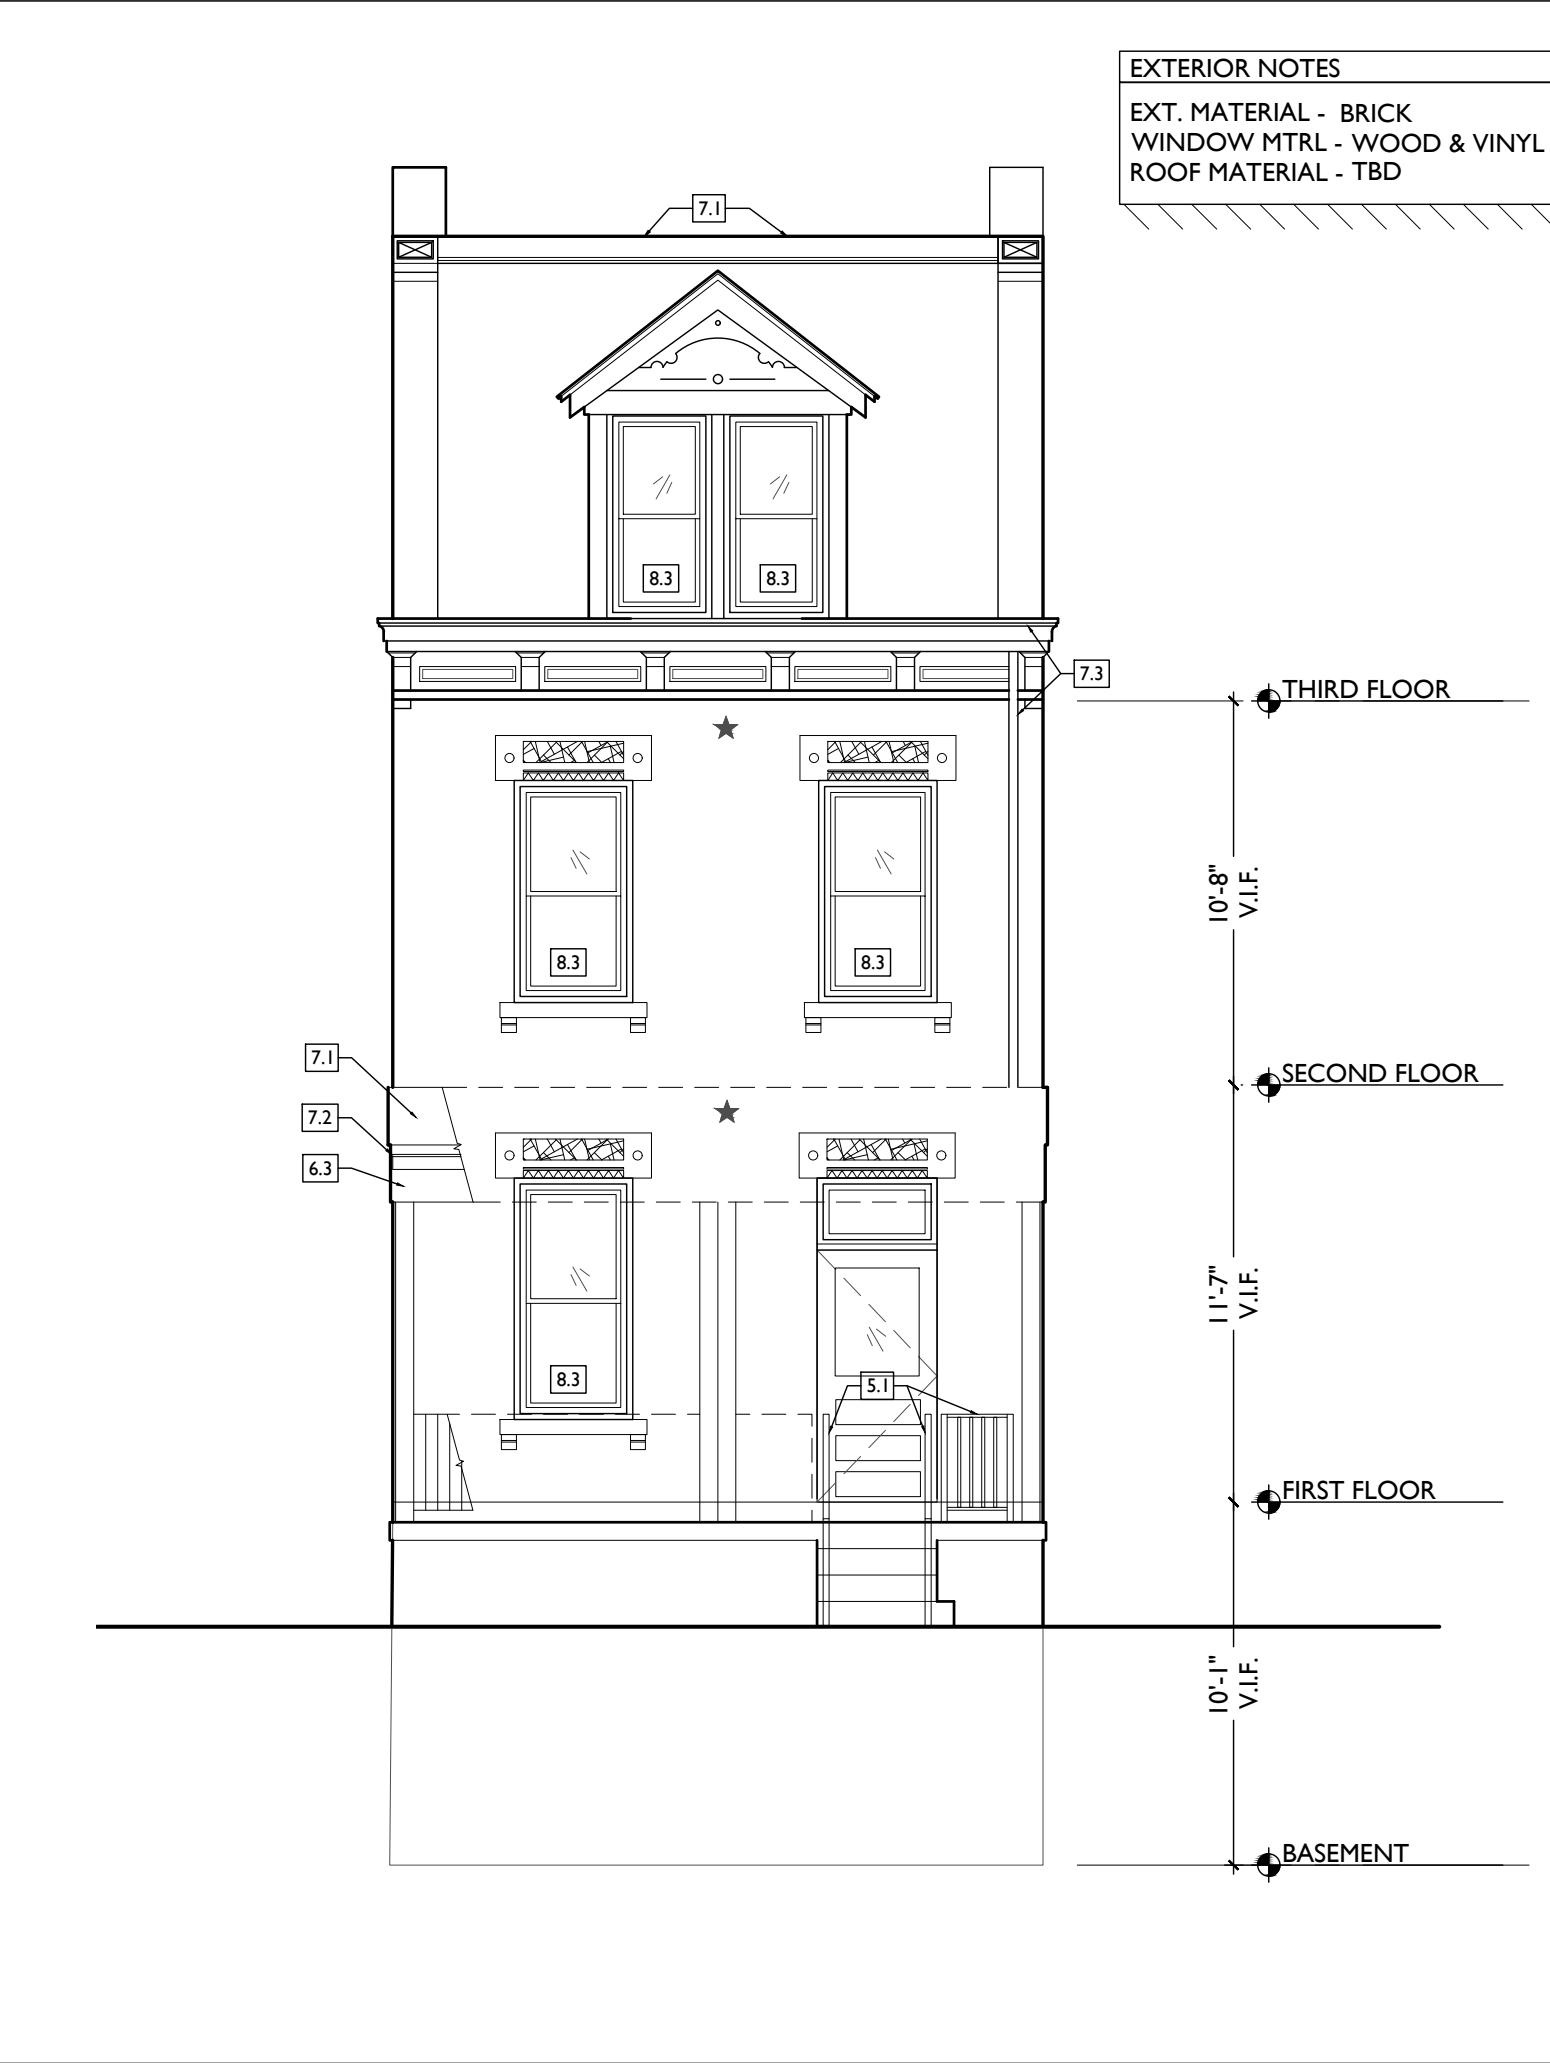 EXTERIOR NOTES
EXT. MATERIAL - BRICK
WINDOW MTRL - WOOD & VINYL
ROOF MATERIAL - TBD
7.1
8.3
8.3
7.3
THIRD FLOOR
10'-8"
V.I.F.
8.3
8.3
7.1
SECOND FLOOR
7.2
6.3
11'-7"
V.I.F.
8.3
5.1
FIRST FLOOR
10'-1"
V.I.F.
BASEMENT